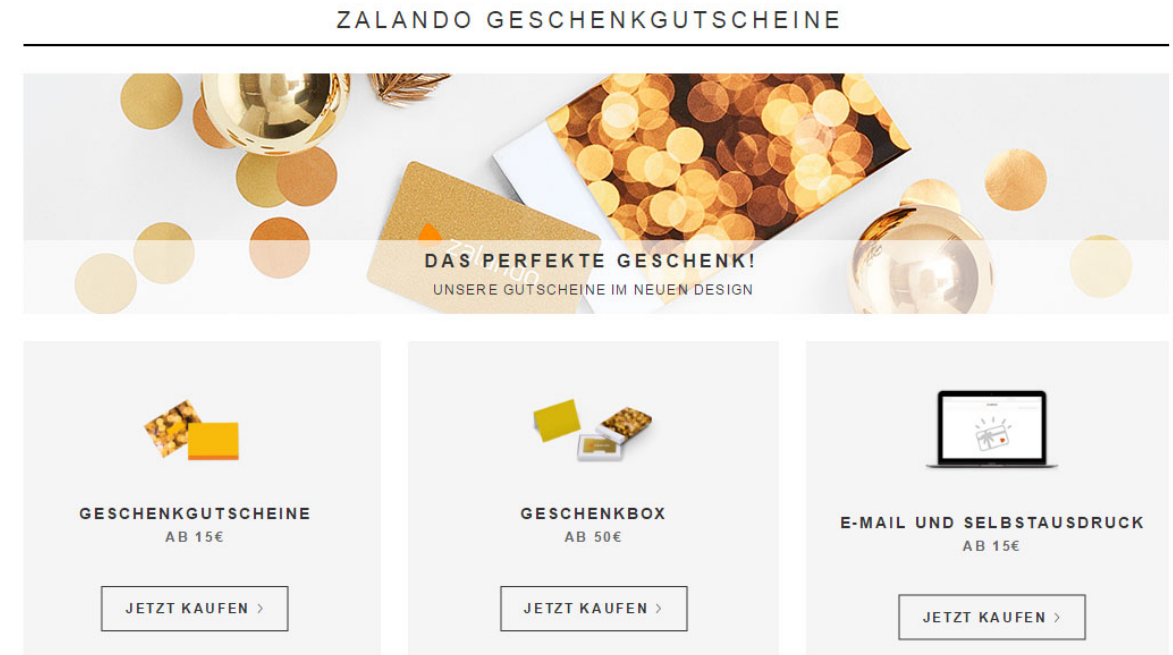 ZALANDO GESCHENKGUTSCHEINE
zalando
DAS PERFEKTE GESCHENK!
UNSERE GUTSCHEINE IM NEUEN DESIGN
GESCHENKGUTSCHEINE
AB 15€
JETZT KAUFEN >
GESCHENKBOX
AB 50€
JETZT KAUFEN >
E-MAIL UND SELBSTAUSDRUCK
AB 15€
JETZT KAUFEN >